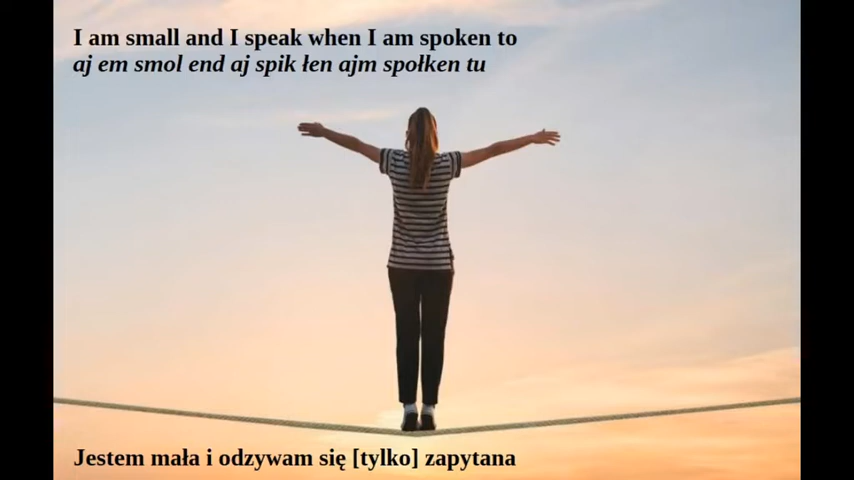 I am small and I speak when I am spoken to
aj em smol end aj spik łen ajm społken tu
Jestem mała i odzywam się [tylko] zapytana